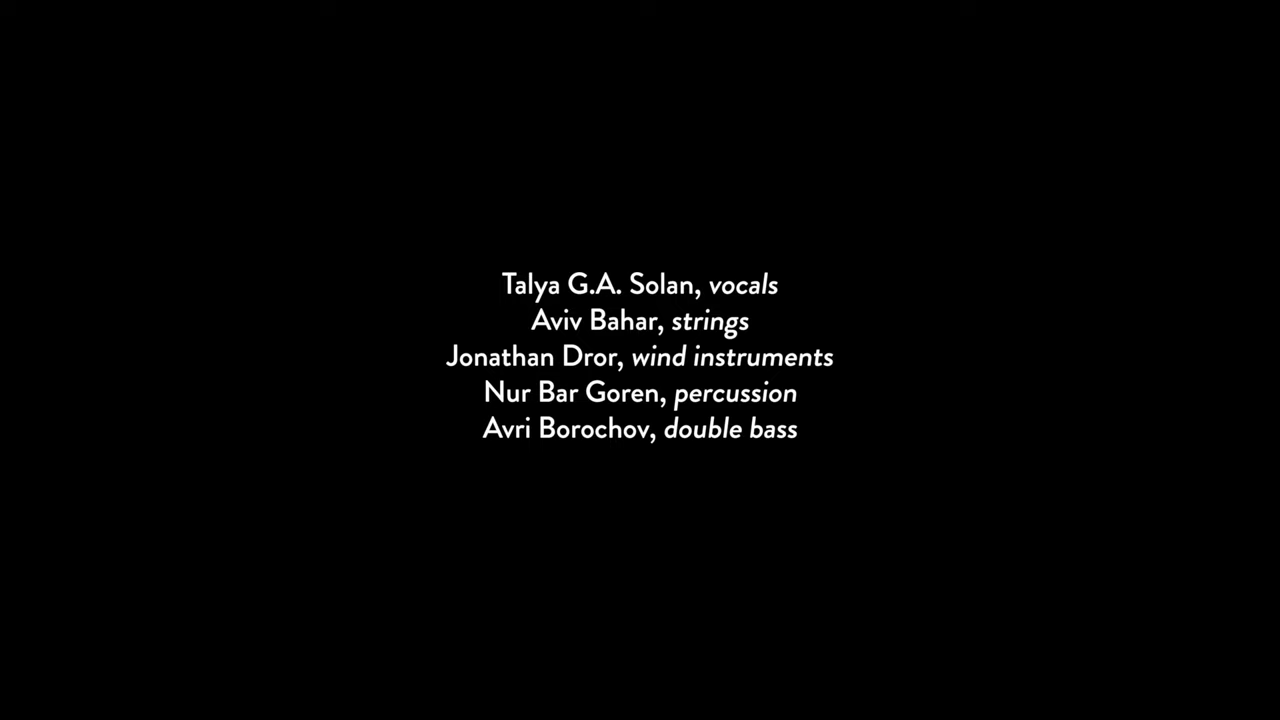 Talya G.A. Solan, vocals
Aviv Bahar, strings
Jonathan Dror, wind instruments
Nur Bar Goren, percussion
Avri Borochov, double bass